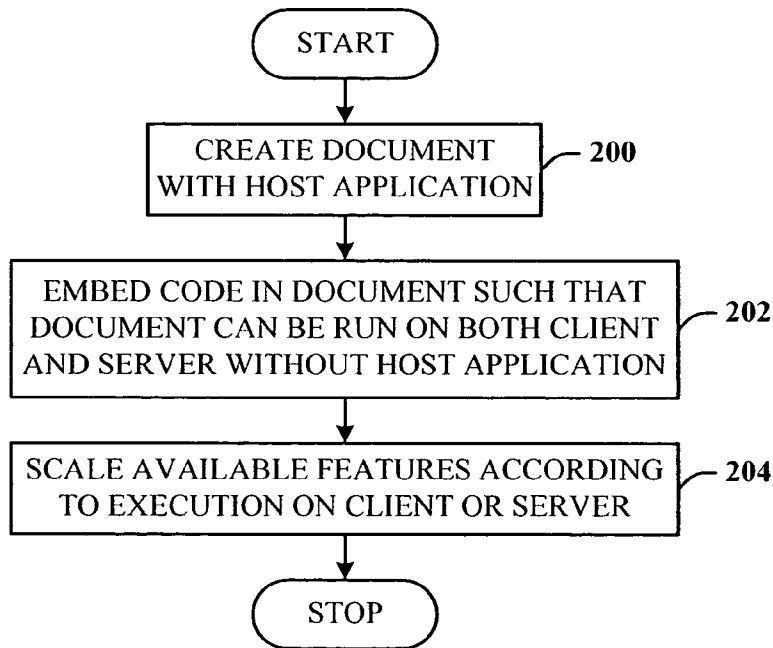 START
CREATE DOCUMENT
WITH HOST APPLICATION
200
EMBED CODE IN DOCUMENT SUCH THAT
DOCUMENT CAN BE RUN ON BOTH CLIENT
AND SERVER WITHOUT HOST APPLICATION
202
SCALE AVAILABLE FEATURES ACCORDING
TO EXECUTION ON CLIENT OR SERVER
204
STOP